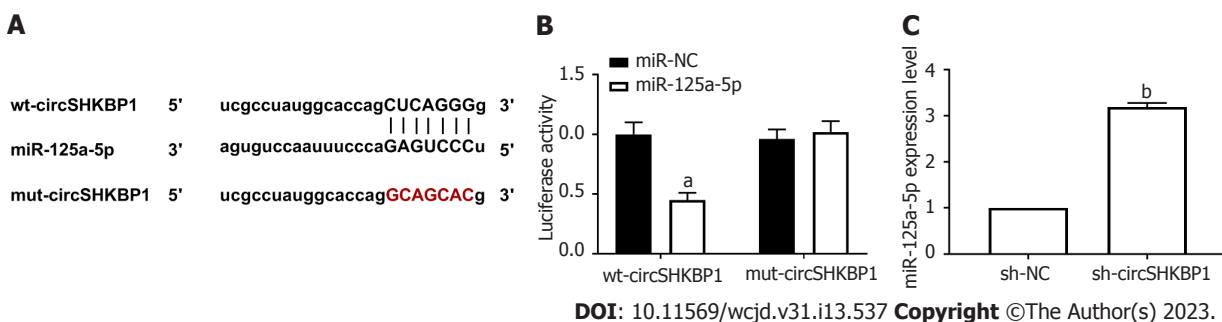 A
wt-circSHKBP1 5' ucgccuauggcaccagCUCAGGGg 3'
miR-125a-5p 3' aguguccaauuucccaGAGUCCCu 5'
mut-circSHKBP1 5' ucgccuauggcaccagGCAGCACg 3'
B
miR-NC
miR-125a-5p
Luciferase activity
1.5
0.0
0.5
0.0
a
wt-circSHKBP1
mut-circSHKBP1
C
miR-125a-5p expression level
4
3
2
1
0
b
sh-NC
sh-circSHKBP1
DOI: 10.11569/wcjd.v31.i13.537 Copyright ©The Author(s) 2023.